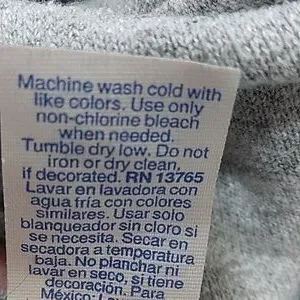 Machine wash cold with
like colors. Use only
non-chlorine bleach
when needed.
Tumble dry low. Do not
iron or dry clean,
if decorated. RN 13765
Lavar en lavadora con
agua fría con colores
similares. Usar solo
blanqueador sin cloro si
se necesita. Secar en
secadora a temperatura
baja. No planchar ni
lavar en seco, si tiene
decoración. Para
México: